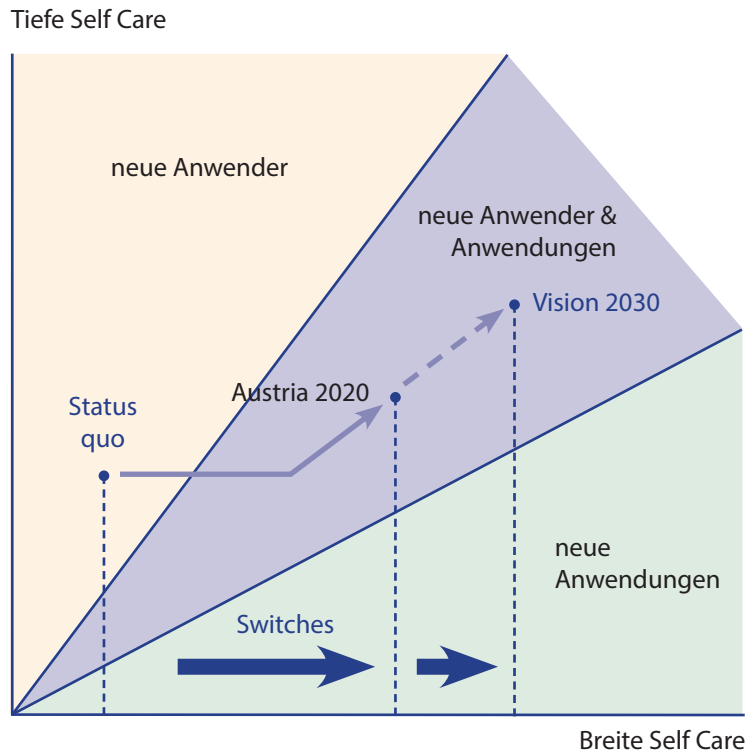 Tiefe Self Care
neue Anwender
neue Anwender &
Anwendungen
Vision 2030
Austria 2020
Status
quo
neue
Anwendungen
Switches
Breite Self Care